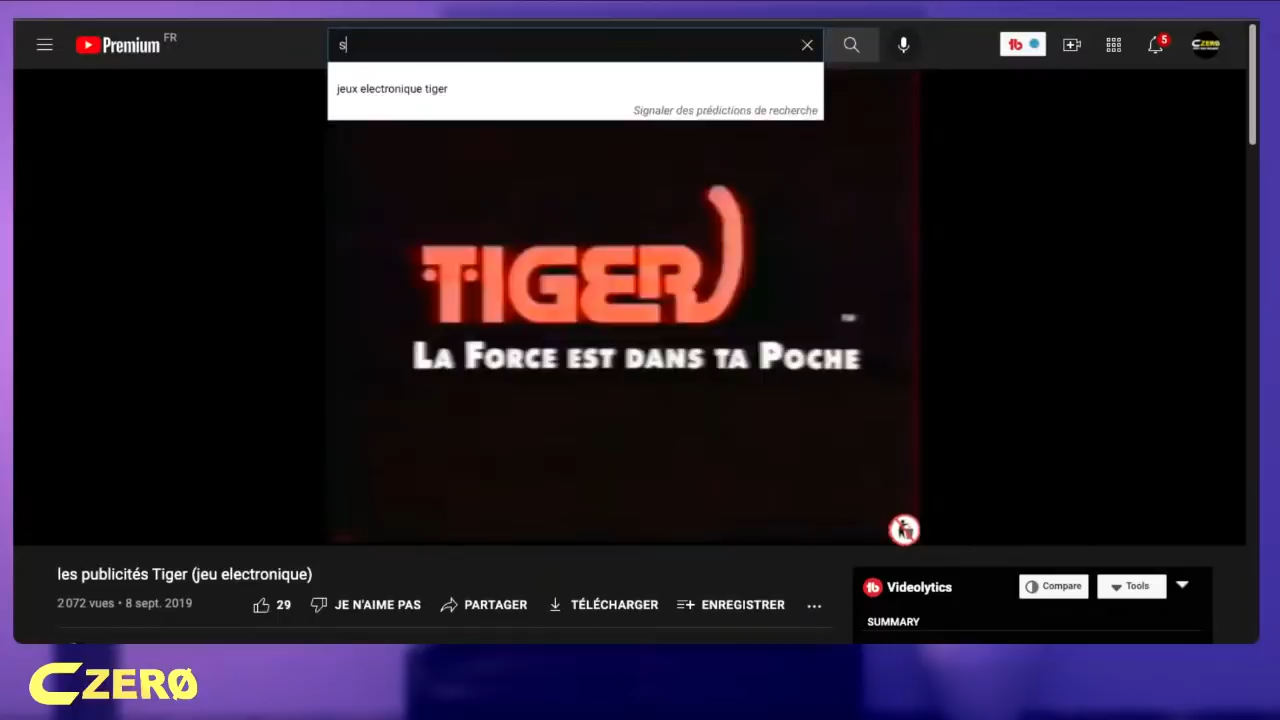 Premium FR
s
5
jeux electronique tiger
Signaler des prédictions de recherche
TIGER
LA FORCE EST DANS TA POCHE
les publicités Tiger (jeu electronique)
2 072 vues • 8 sept. 2019
29
JE N'AIME PAS
PARTAGER
TÉLÉCHARGER
ENREGISTRER
tb Videolytics
Compare
Tools
SUMMARY
CZERØ